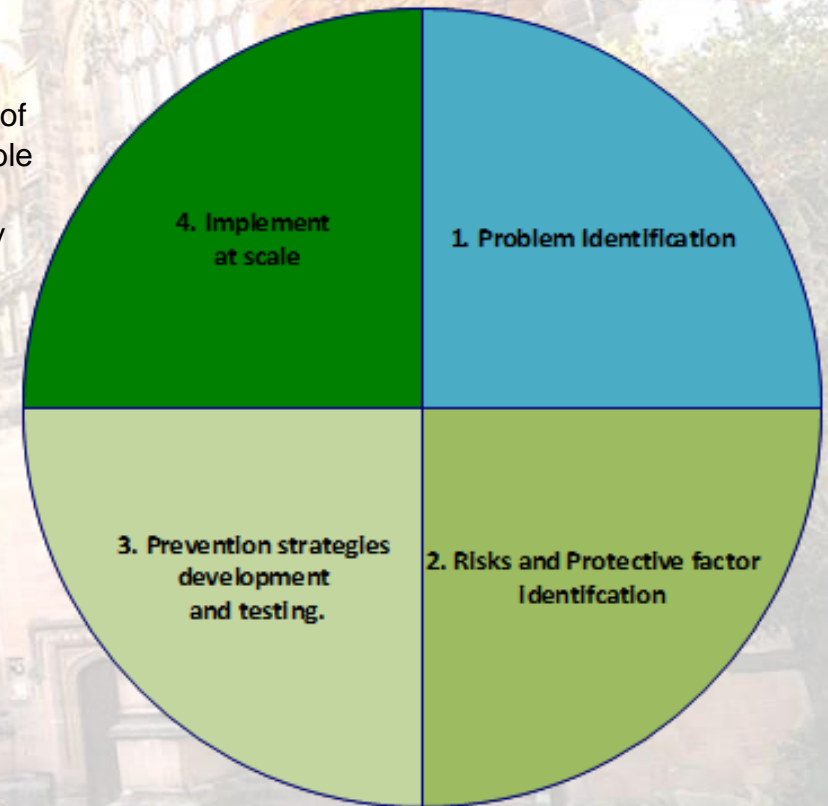 of
4. Implement
at scale
1. Problem Identification
3. Prevention strategies
development
and testing.
2. Risks and Protective factor
Identifcation